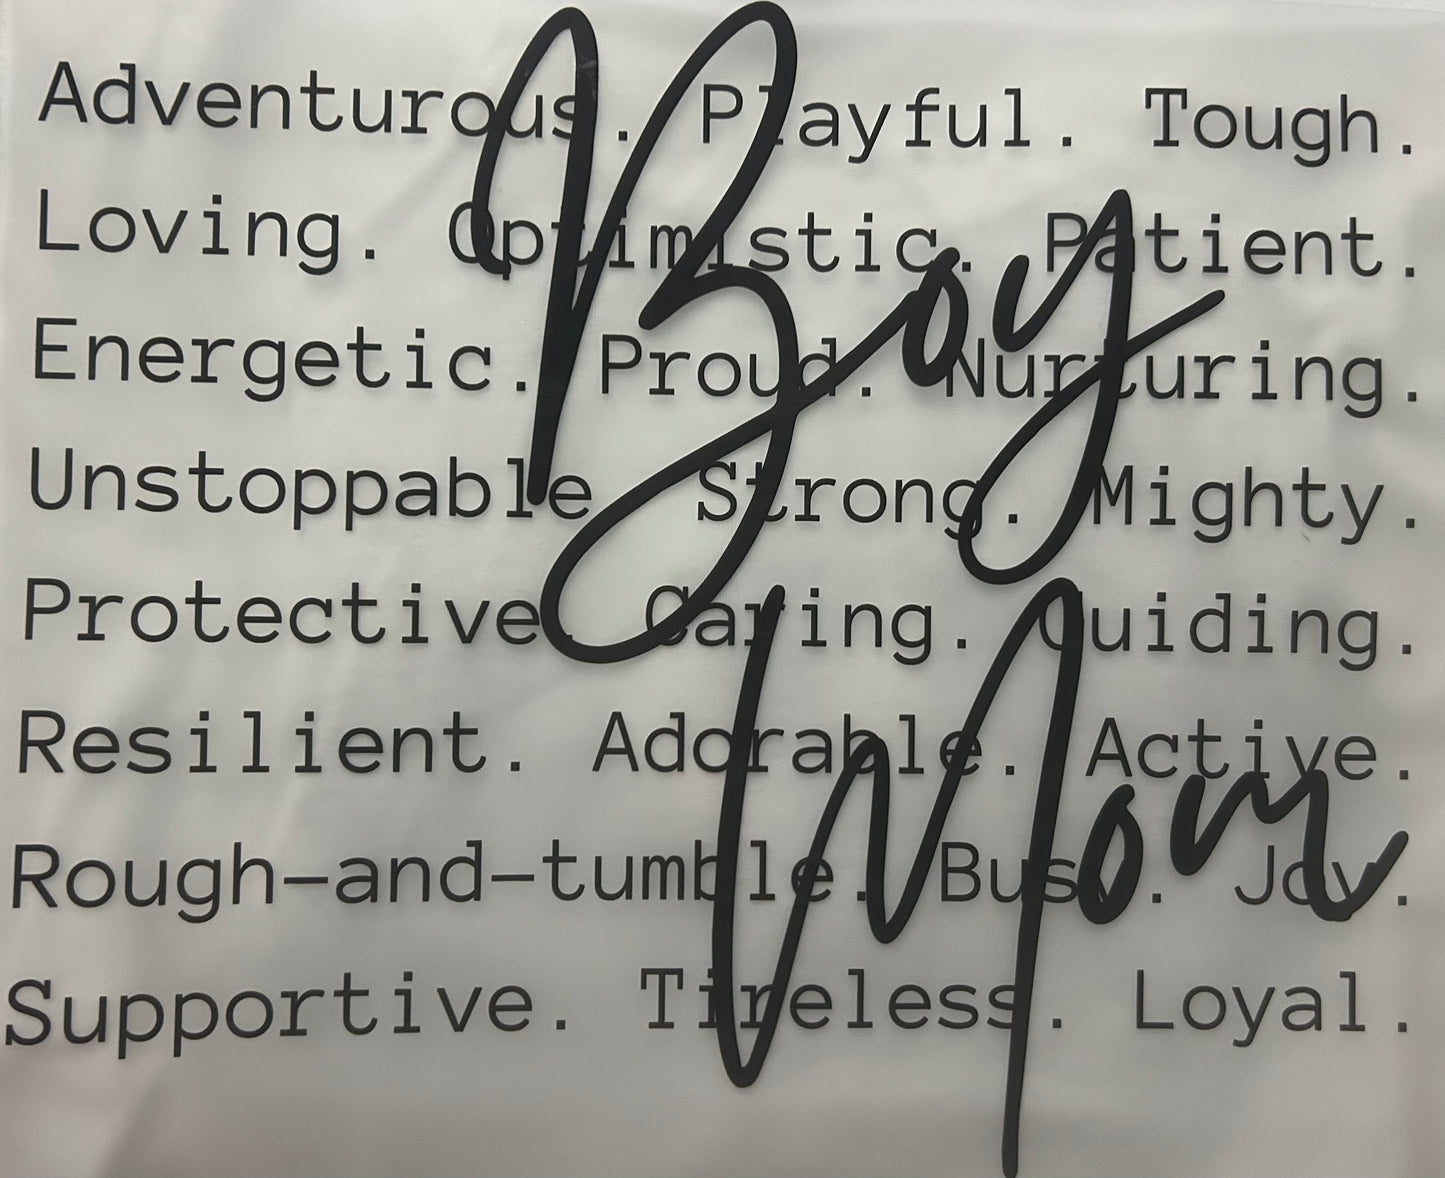 Adventurous. Playful. Tough.
Loving. Optimistic. Patient.
Energetic. Proud. Nurturing.
Unstoppable Strong. Mighty.
Protective. Caring. Guiding.
Resilient. Adorable. Active.
Rough-and-tumble. Busy. Joy.
Supportive. Tireless. Loyal.
Boy
Mom